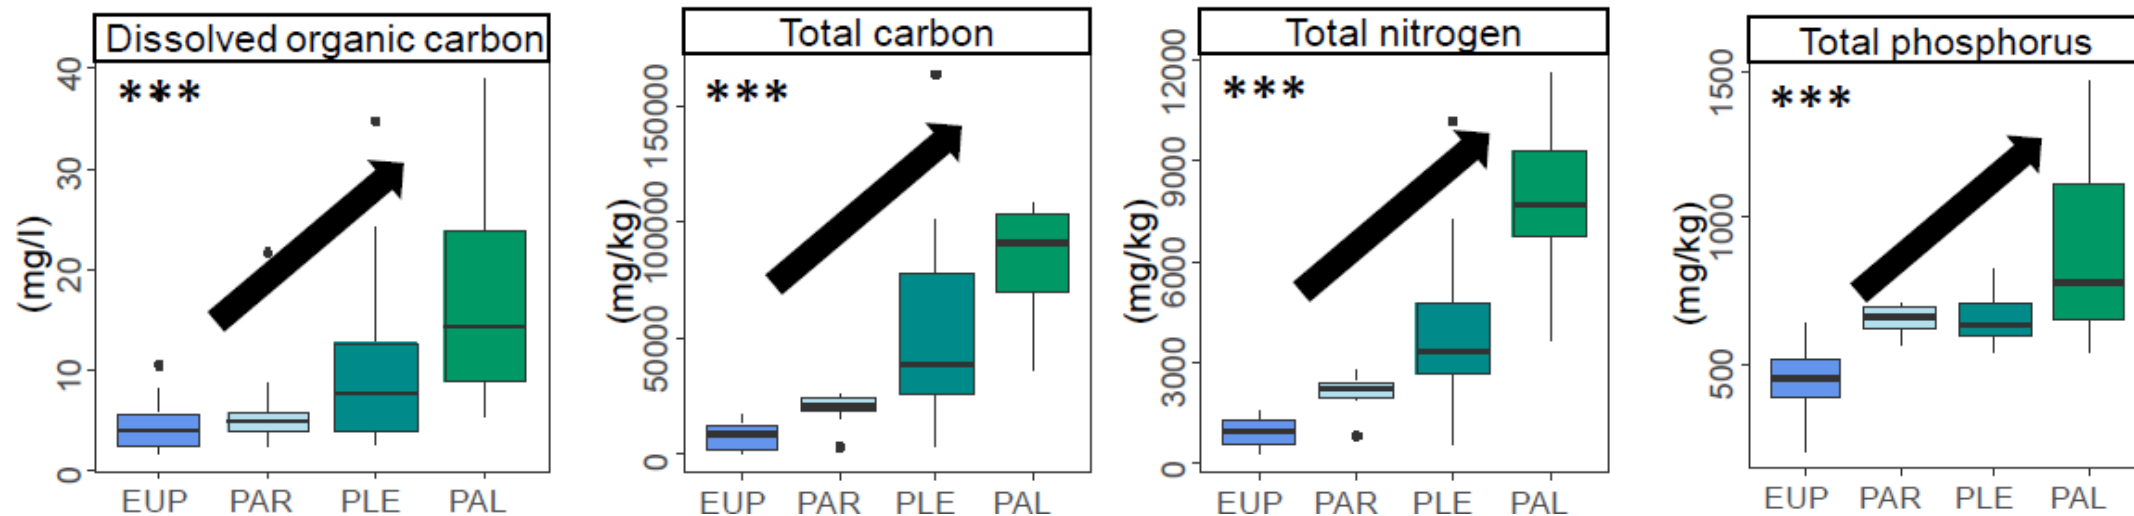 Dissolved organic carbon
***
40
30
20
10
0
(mg/l)
EUP PAR PLE PAL
Total carbon
***
150000
100000
50000
0
(mg/kg)
EUP PAR PLE PAL
Total nitrogen
***
12000
9000
6000
3000
0
(mg/kg)
EUP PAR PLE PAL
Total phosphorus
***
1500
1000
500
(mg/kg)
EUP PAR PLE PAL